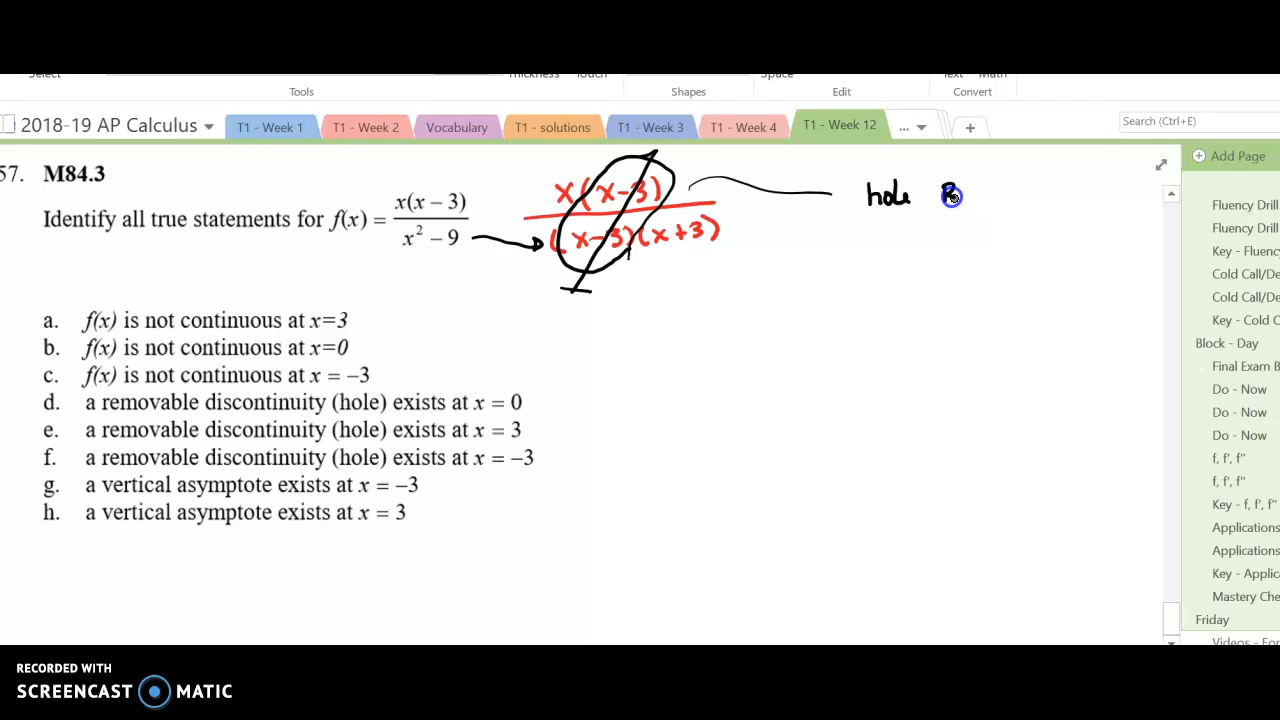 Select Thickness Touch Space Text Math
Tools Shapes Edit Convert
2018-19 AP Calculus T1 - Week 1 T1 - Week 2 Vocabulary T1 - solutions T1 - Week 3 T1 - Week 4 T1 - Week 12 ... + Search (Ctrl+E)
57. M84.3
Identify all true statements for f(x) = x(x – 3) / x² – 9
x(x-3)
(x-3)(x+3)
hole
a. f(x) is not continuous at x=3
b. f(x) is not continuous at x=0
c. f(x) is not continuous at x = –3
d. a removable discontinuity (hole) exists at x = 0
e. a removable discontinuity (hole) exists at x = 3
f. a removable discontinuity (hole) exists at x = –3
g. a vertical asymptote exists at x = –3
h. a vertical asymptote exists at x = 3
Add Page
Fluency Drill
Fluency Drill
Key - Fluenc
Cold Call/De
Cold Call/De
Key - Cold C
Block - Day
Final Exam B
Do - Now
Do - Now
Do - Now
f, f', f"
f, f', f"
Key - f, f', f"
Applications
Applications
Key - Applic
Mastery Che
Friday
Videos - For
RECORDED WITH
SCREENCAST MATIC